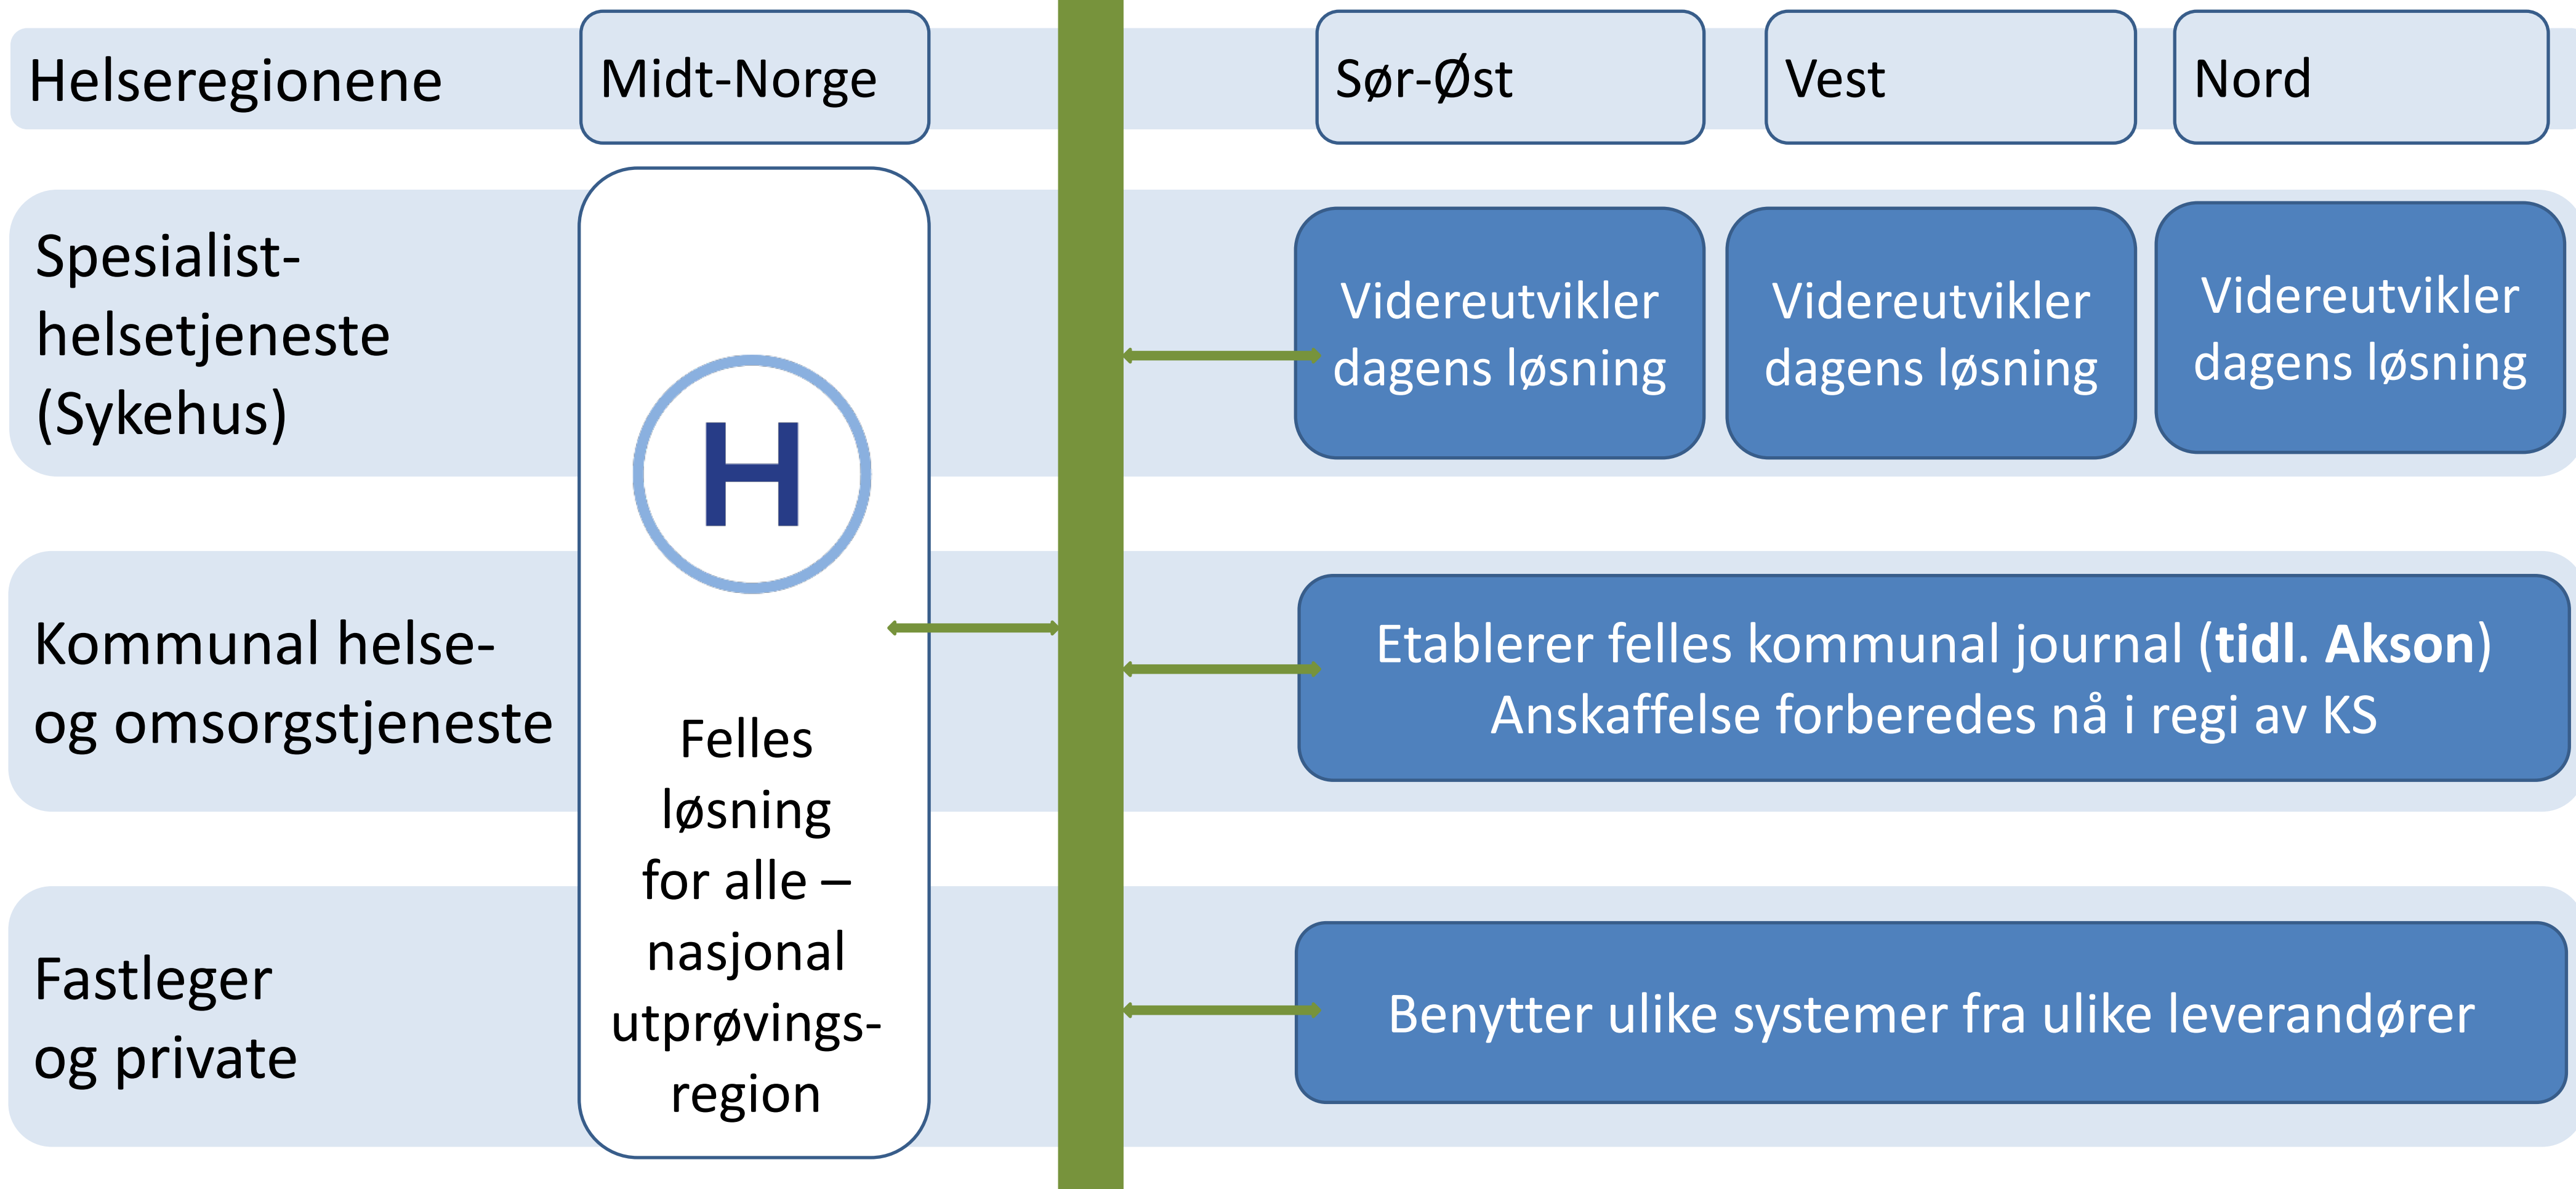 Helseregionene
Midt-Norge
Sør-Øst
Vest
Nord
Spesialist-
helsetjeneste
(Sykehus)
Videreutvikler
dagens løsning
Videreutvikler
dagens løsning
Videreutvikler
dagens løsning
H
Felles
løsning
for alle –
nasjonal
utprøvings-
region
Kommunal helse-
og omsorgstjeneste
Etablerer felles kommunal journal (tidl. Akson)
Anskaffelse forberedes nå i regi av KS
Fastleger
og private
Benytter ulike systemer fra ulike leverandører